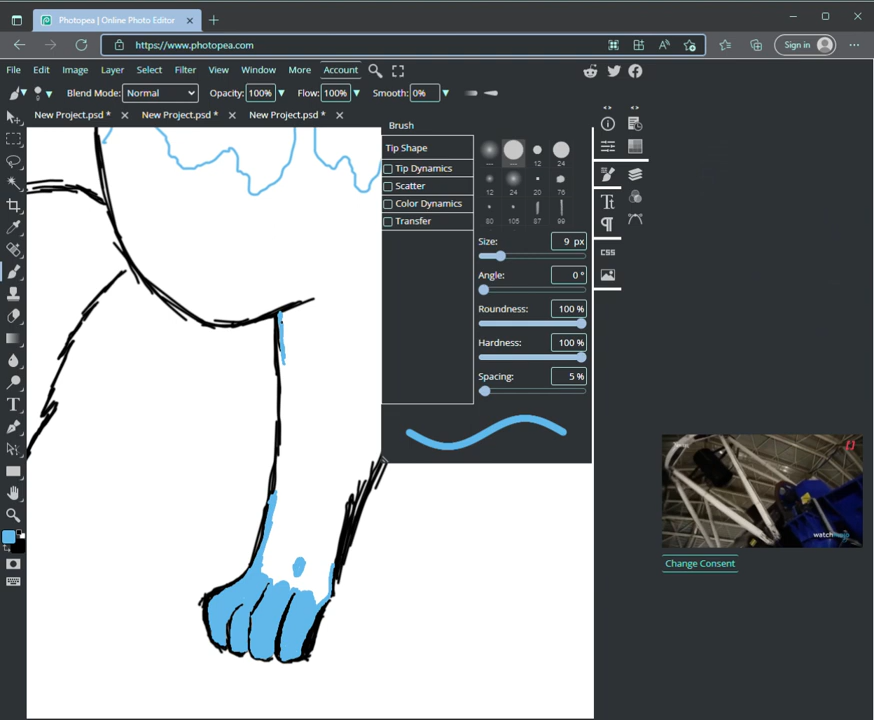 Photopea | Online Photo Editor
https://www.photopea.com
Sign in
File Edit Image Layer Select Filter View Window More Account
Blend Mode: Normal Opacity: 100% Flow: 100% Smooth: 0%
New Project.psd * New Project.psd * New Project.psd *
Brush
Tip Shape
Tip Dynamics
Scatter
Color Dynamics
Transfer
--- --- 12 24
12 24 20 76
80 105 87 99
Size: 9 px
Angle: 0 °
Roundness: 100 %
Hardness: 100 %
Spacing: 5 %
CSS
watchmojo
Change Consent